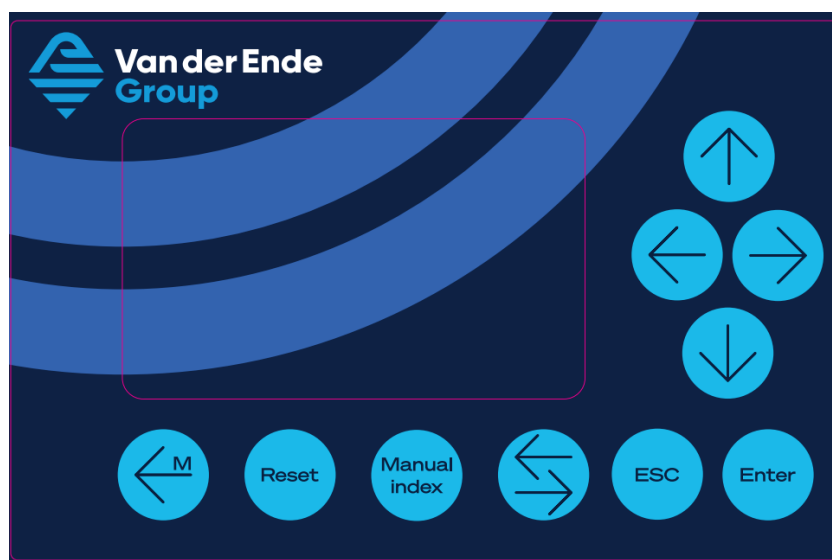 Van der Ende
Group
M
Reset
Manual
index
ESC
Enter